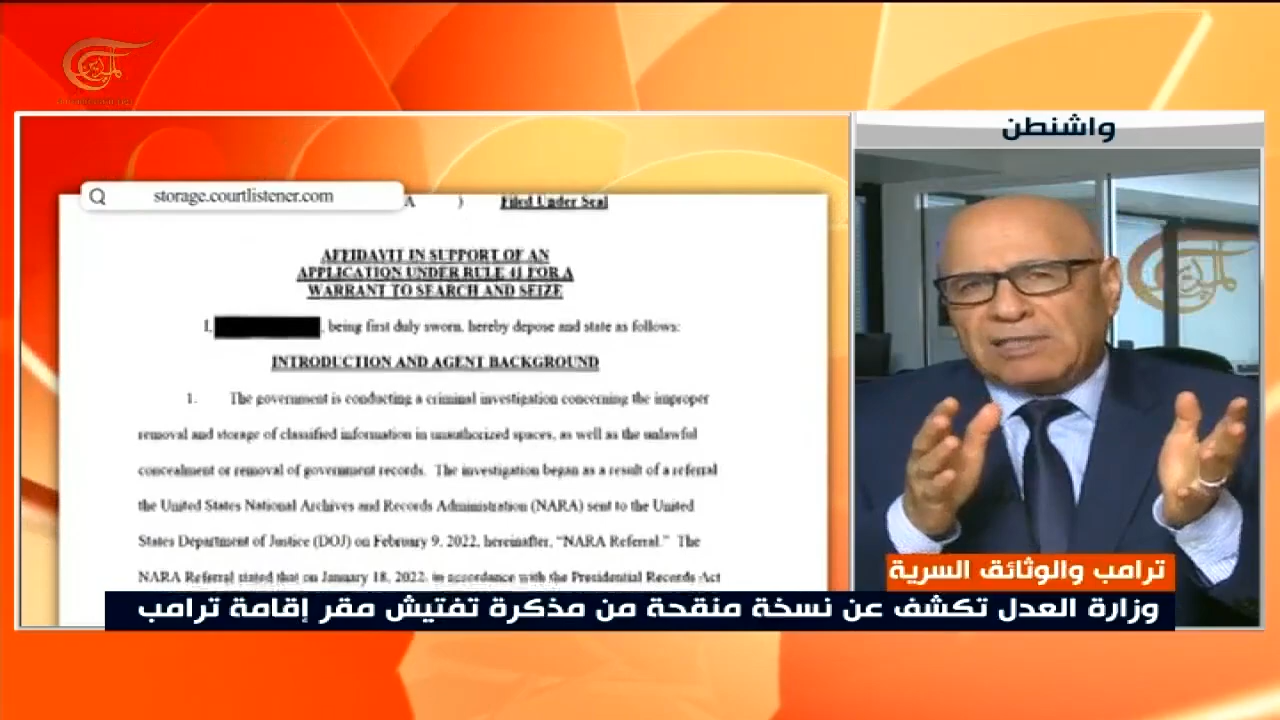 الميادين
واشنطن
storage.courtlistener.com
A ) Filed Under Seal
AFFIDAVIT IN SUPPORT OF AN
APPLICATION UNDER RULE 41 FOR A
WARRANT TO SEARCH AND SEIZE
I, , being first duly sworn, hereby depose and state as follows:
INTRODUCTION AND AGENT BACKGROUND
1. The government is conducting a criminal investigation concerning the improper
removal and storage of classified information in unauthorized spaces, as well as the unlawful
concealment or removal of government records. The investigation began as a result of a referral
the United States National Archives and Records Administration (NARA) sent to the United
States Department of Justice (DOJ) on February 9, 2022, hereinafter, “NARA Referral.” The
NARA Referral stated that on January 18, 2022, in accordance with the Presidential Records Act
ترامب والوثائق السرية
وزارة العدل تكشف عن نسخة منقحة من مذكرة تفتيش مقر إقامة ترامب